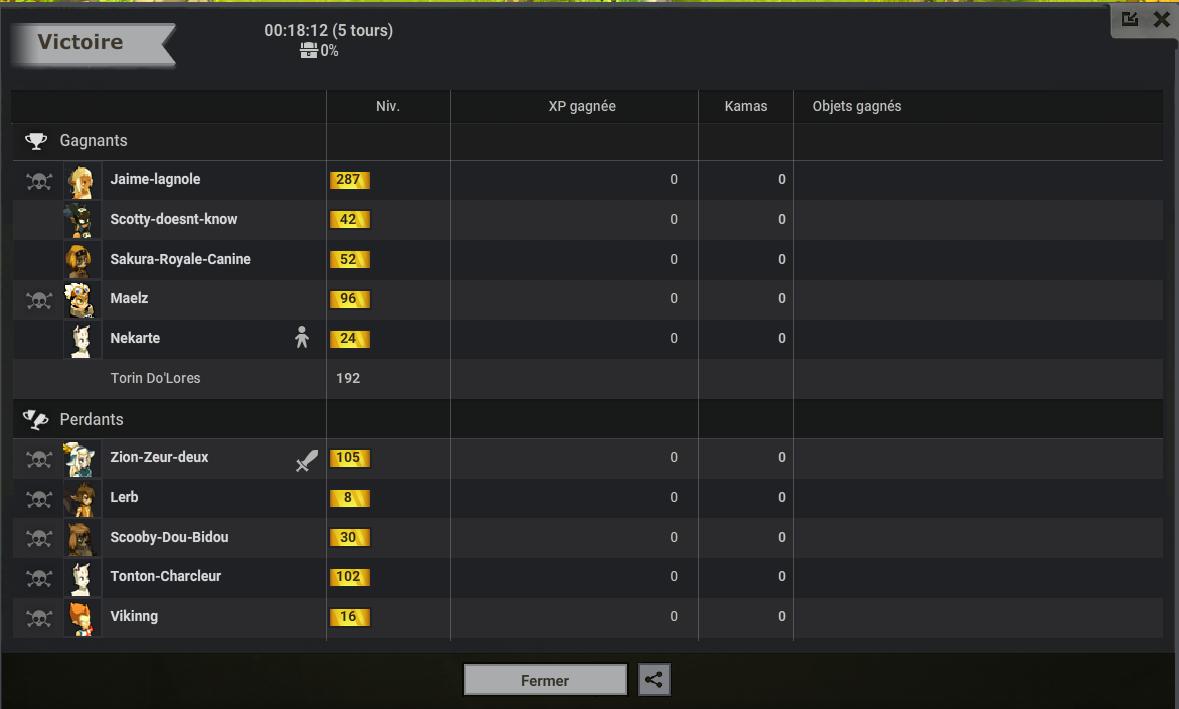 Victoire
00:18:12 (5 tours)
0%
Niv. XP gagnée Kamas Objets gagnés
Gagnants
Jaime-lagnole 287 0 0
Scotty-doesnt-know 42 0 0
Sakura-Royale-Canine 52 0 0
Maelz 96 0 0
Nekarte 24 0 0
Torin Do'Lores 192
Perdants
Zion-Zeur-deux 105 0 0
Lerb 8 0 0
Scooby-Dou-Bidou 30 0 0
Tonton-Charcleur 102 0 0
Vikinng 16 0 0
Fermer